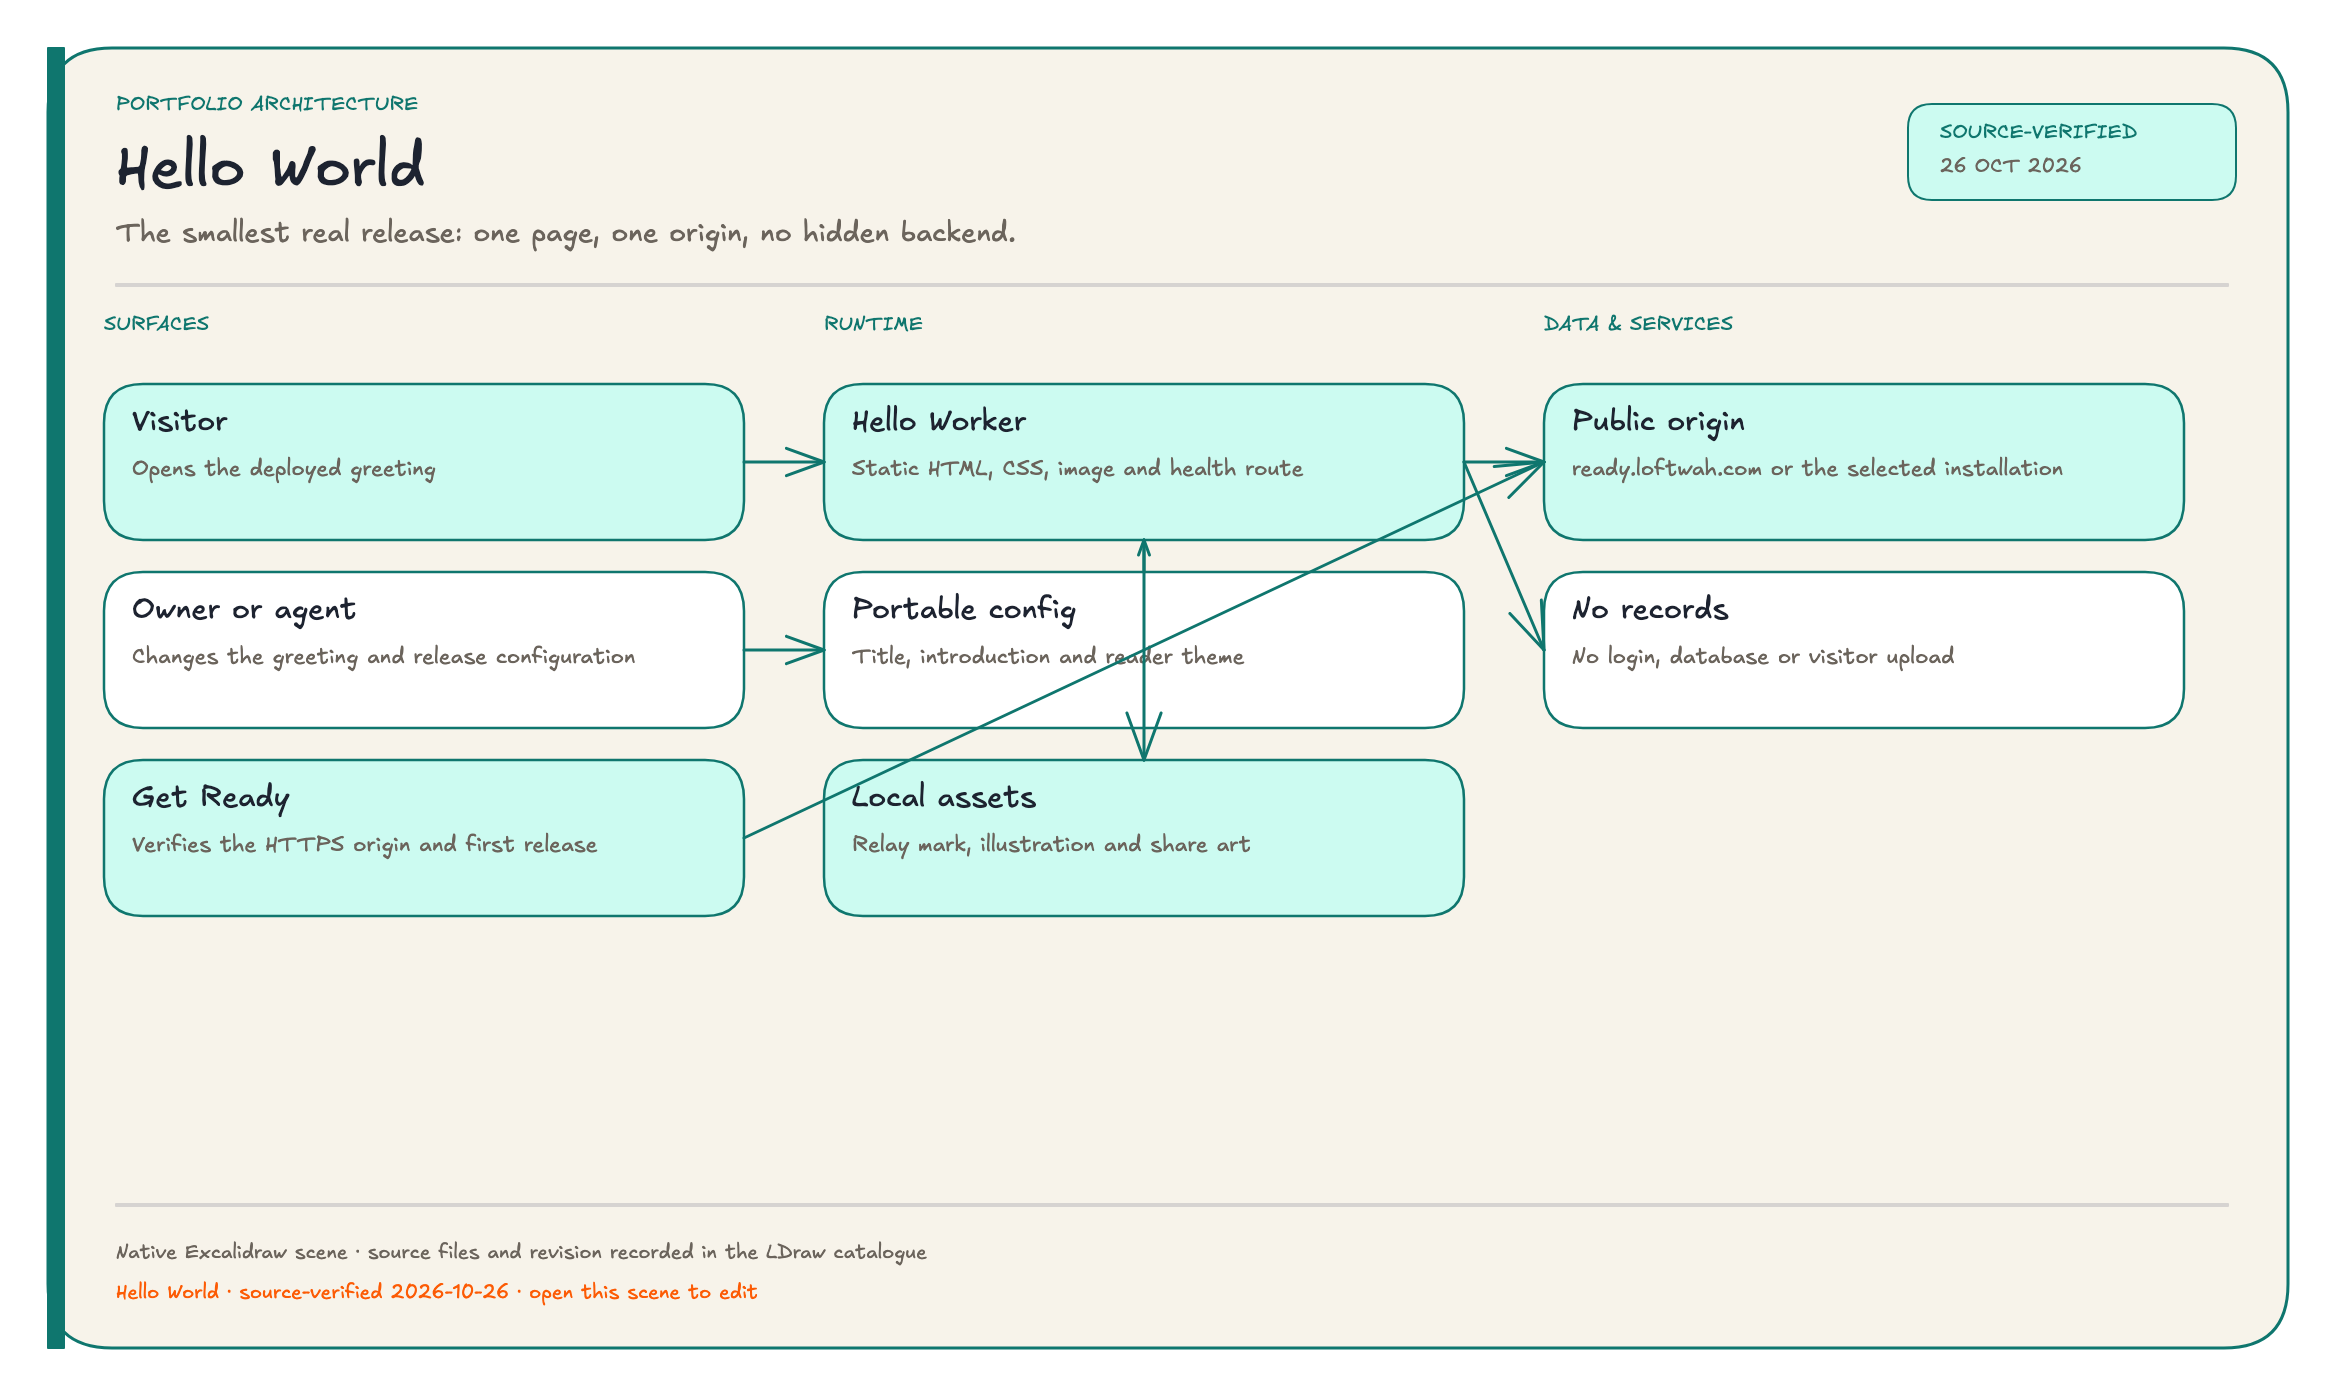 PORTFOLIO ARCHITECTURE
Hello World
The smallest real release: one page, one origin, no hidden backend.
SOURCE-VERIFIED
26 OCT 2026
SURFACES
RUNTIME
DATA & SERVICES
Visitor
Opens the deployed greeting
Hello Worker
Static HTML, CSS, image and health route
Public origin
ready.loftwah.com or the selected installation
Owner or agent
Changes the greeting and release configuration
Portable config
Title, introduction and reader theme
No records
No login, database or visitor upload
Get Ready
Verifies the HTTPS origin and first release
Local assets
Relay mark, illustration and share art
Native Excalidraw scene · source files and revision recorded in the LDraw catalogue
Hello World · source-verified 2026-10-26 · open this scene to edit